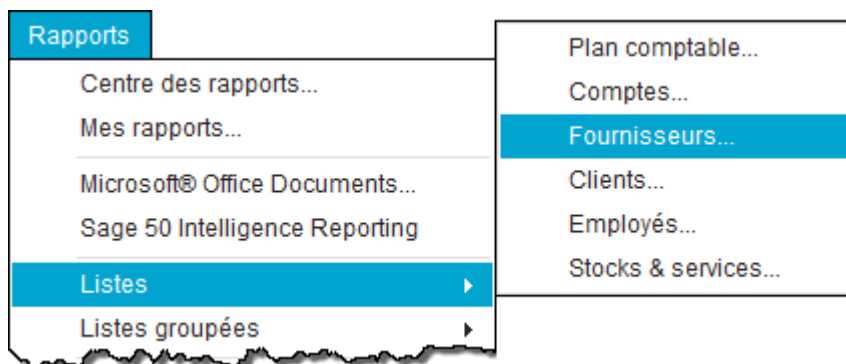 Rapports
Centre des rapports...
Mes rapports...
Microsoft® Office Documents...
Sage 50 Intelligence Reporting
Listes
Listes groupées
Plan comptable...
Comptes...
Fournisseurs...
Clients...
Employés...
Stocks & services...